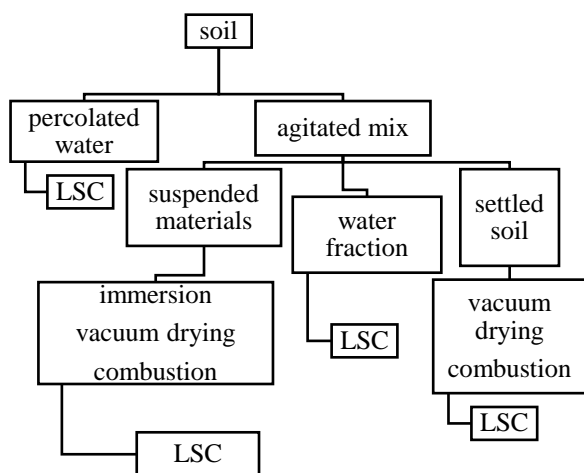 soil
percolated
water
agitated mix
LSC
suspended
materials
water
fraction
settled
soil
immersion
vacuum drying
combustion
LSC
vacuum
drying
combustion
LSC
LSC